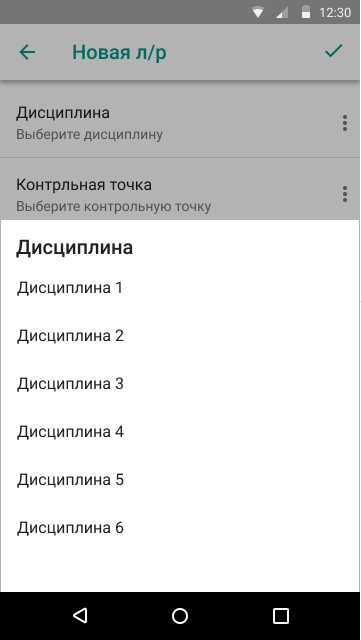 12:30
Новая л/р
Дисциплина
Выберите дисциплину
Контрльная точка
Выберите контрольную точку
Дисциплина
Дисциплина 1
Дисциплина 2
Дисциплина 3
Дисциплина 4
Дисциплина 5
Дисциплина 6